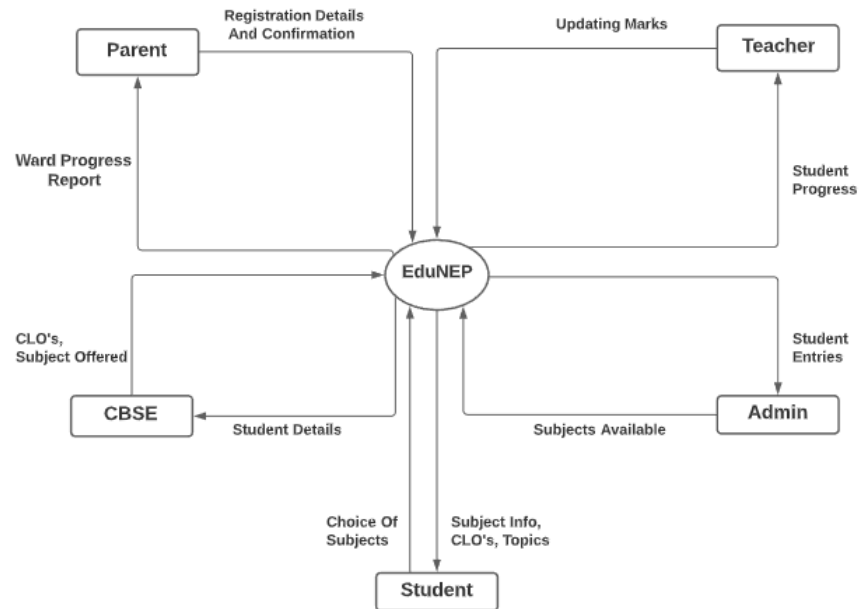 Registration Details
And Confirmation
Parent
Updating Marks
Teacher
Ward Progress
Report
Student
Progress
EduNEP
CLO's,
Subject Offered
Student
Entries
CBSE
Student Details
Admin
Subjects Available
Choice Of
Subjects
Subject Info,
CLO's, Topics
Student